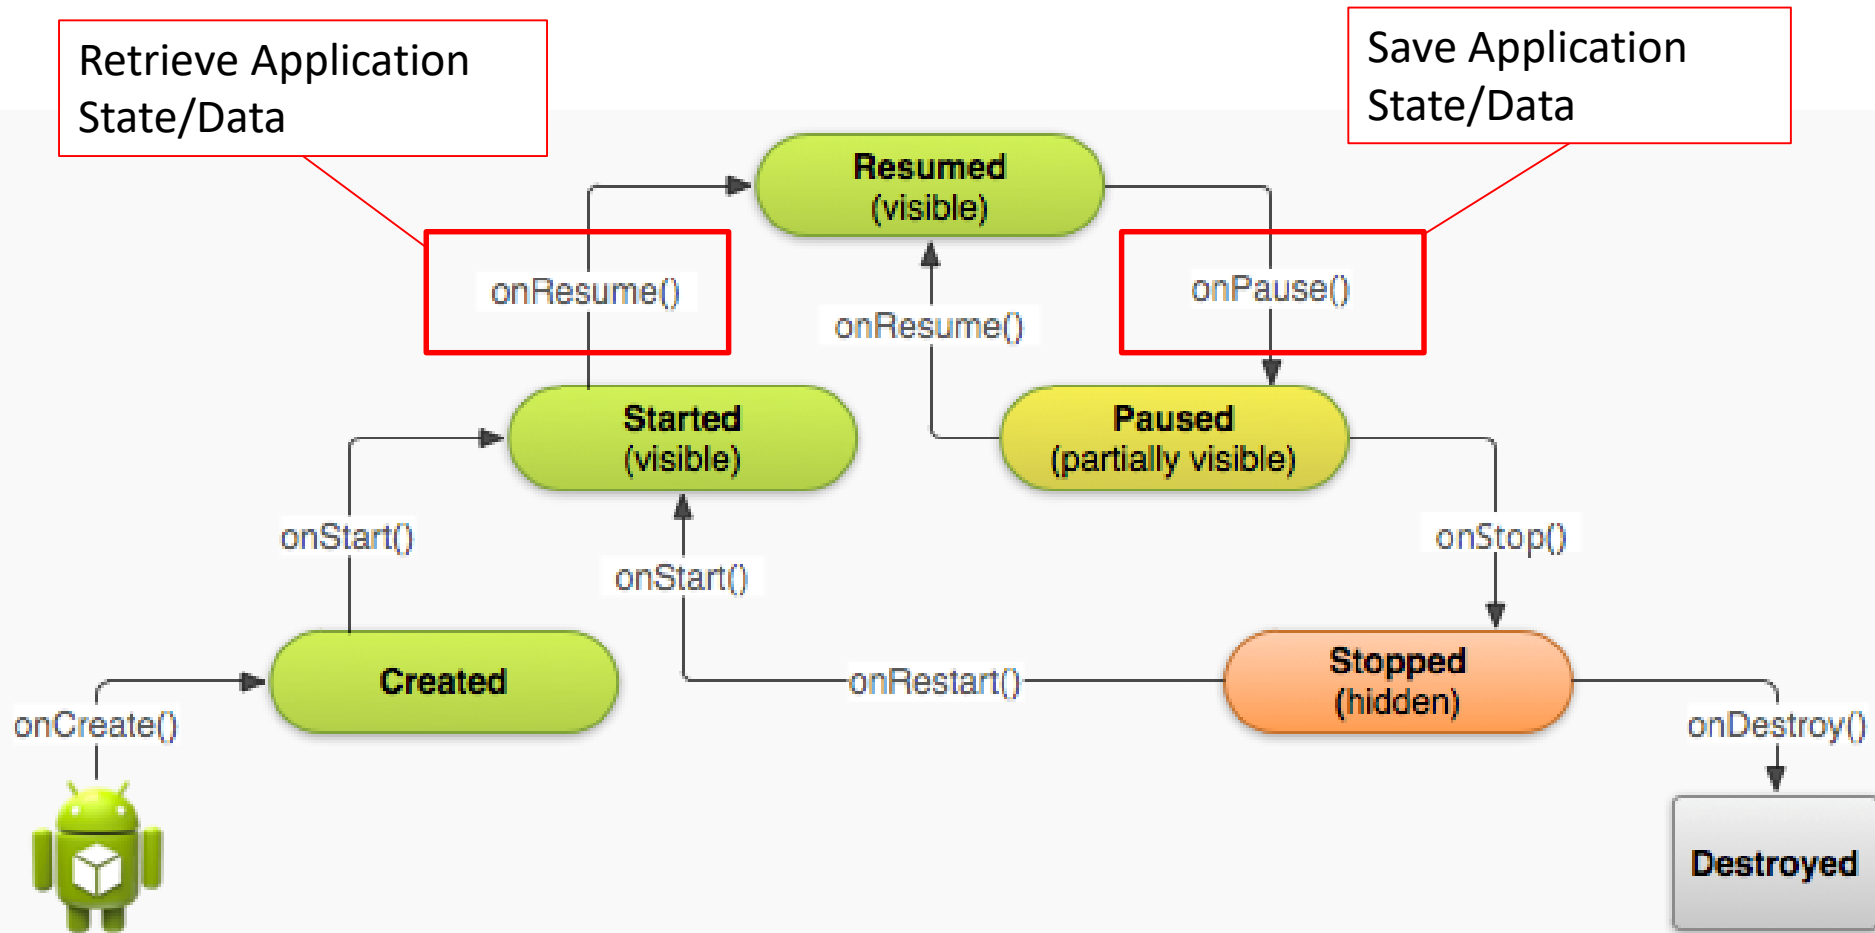 Retrieve Application
State/Data
Save Application
State/Data
Resumed
(visible)
onResume()
onPause()
onResume()
Started
(visible)
Paused
(partially visible)
onStart()
onStop()
onStart()
Created
onRestart()
Stopped
(hidden)
onCreate()
onDestroy()
Destroyed